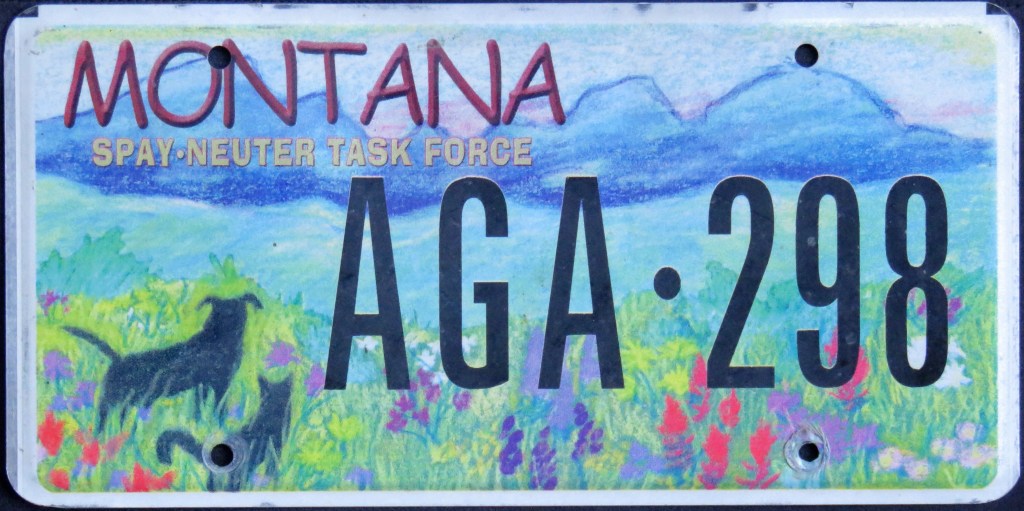 MONTANA
SPAY·NEUTER TASK FORCE
AGA·298